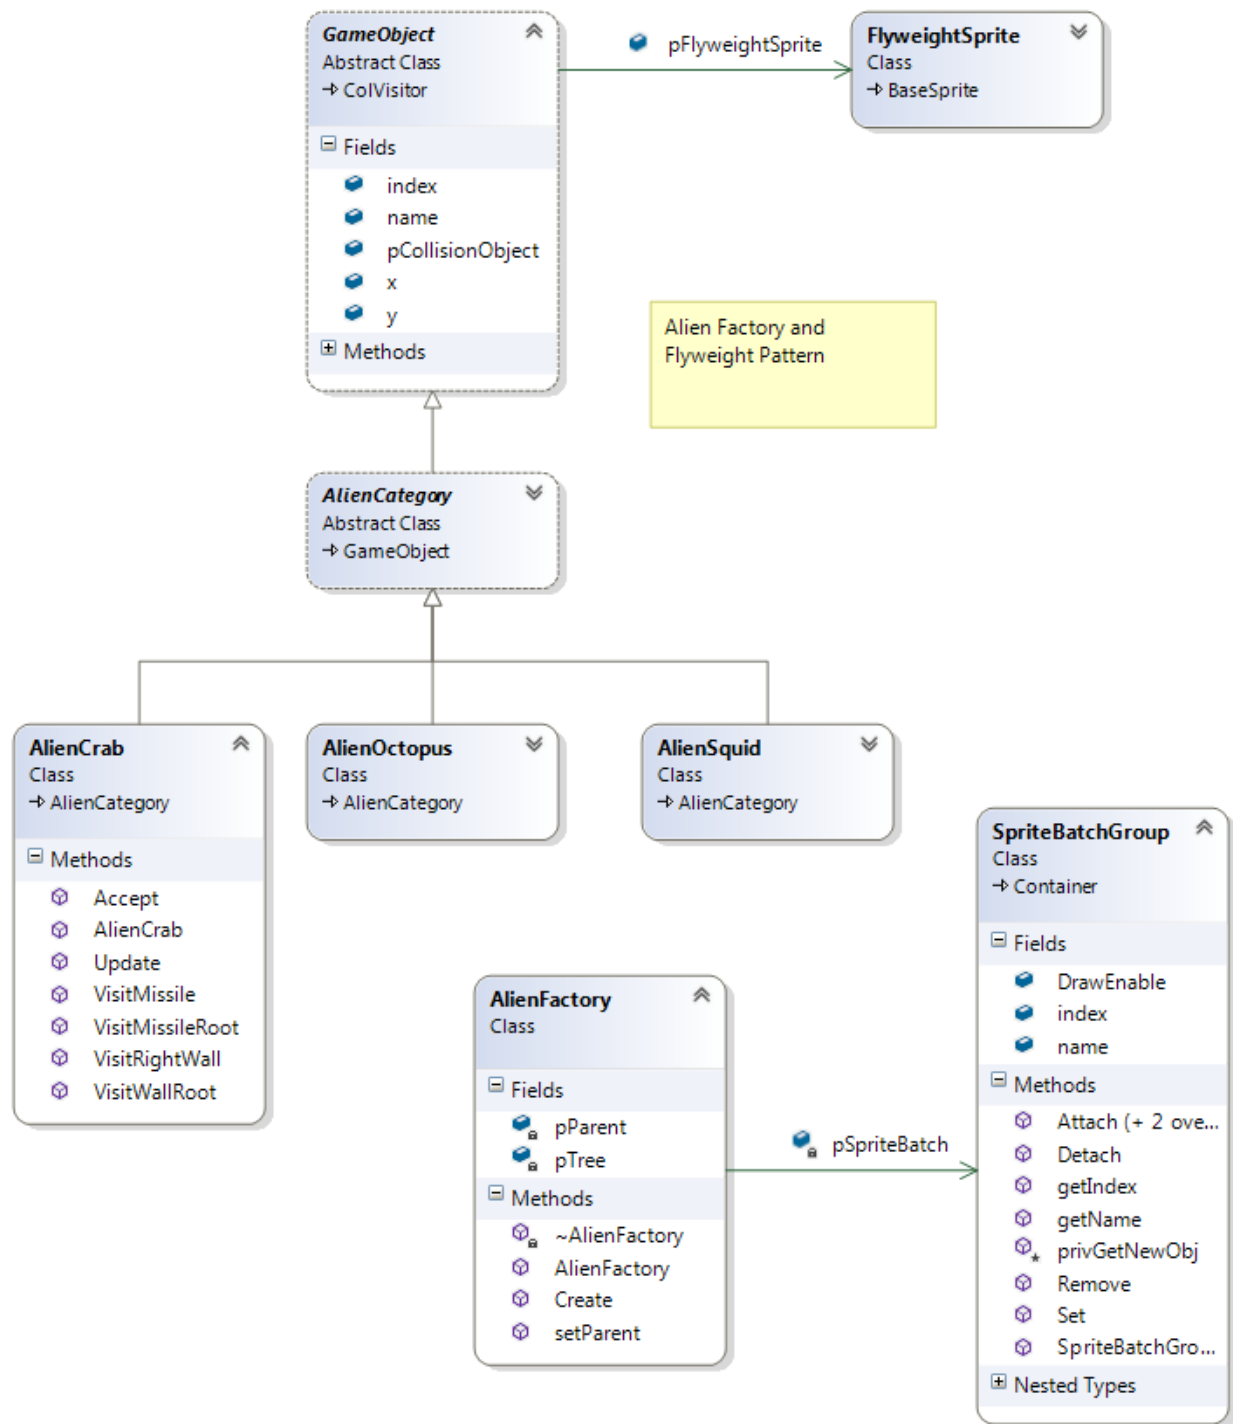 GameObject
Abstract Class
ColVisitor
Fields
index
name
pCollisionObject
x
y
Methods
pFlyweightSprite
FlyweightSprite
Class
BaseSprite
Alien Factory and
Flyweight Pattern
AlienCategory
Abstract Class
GameObject
AlienCrab
Class
AlienCategory
Methods
Accept
AlienCrab
Update
VisitMissile
VisitMissileRoot
VisitRightWall
VisitWallRoot
AlienOctopus
Class
AlienCategory
AlienSquid
Class
AlienCategory
AlienFactory
Class
Fields
pParent
pTree
Methods
~AlienFactory
AlienFactory
Create
setParent
pSpriteBatch
SpriteBatchGroup
Class
Container
Fields
DrawEnable
index
name
Methods
Attach (+ 2 ove...
Detach
getIndex
getName
privGetNewObj
Remove
Set
SpriteBatchGro...
Nested Types